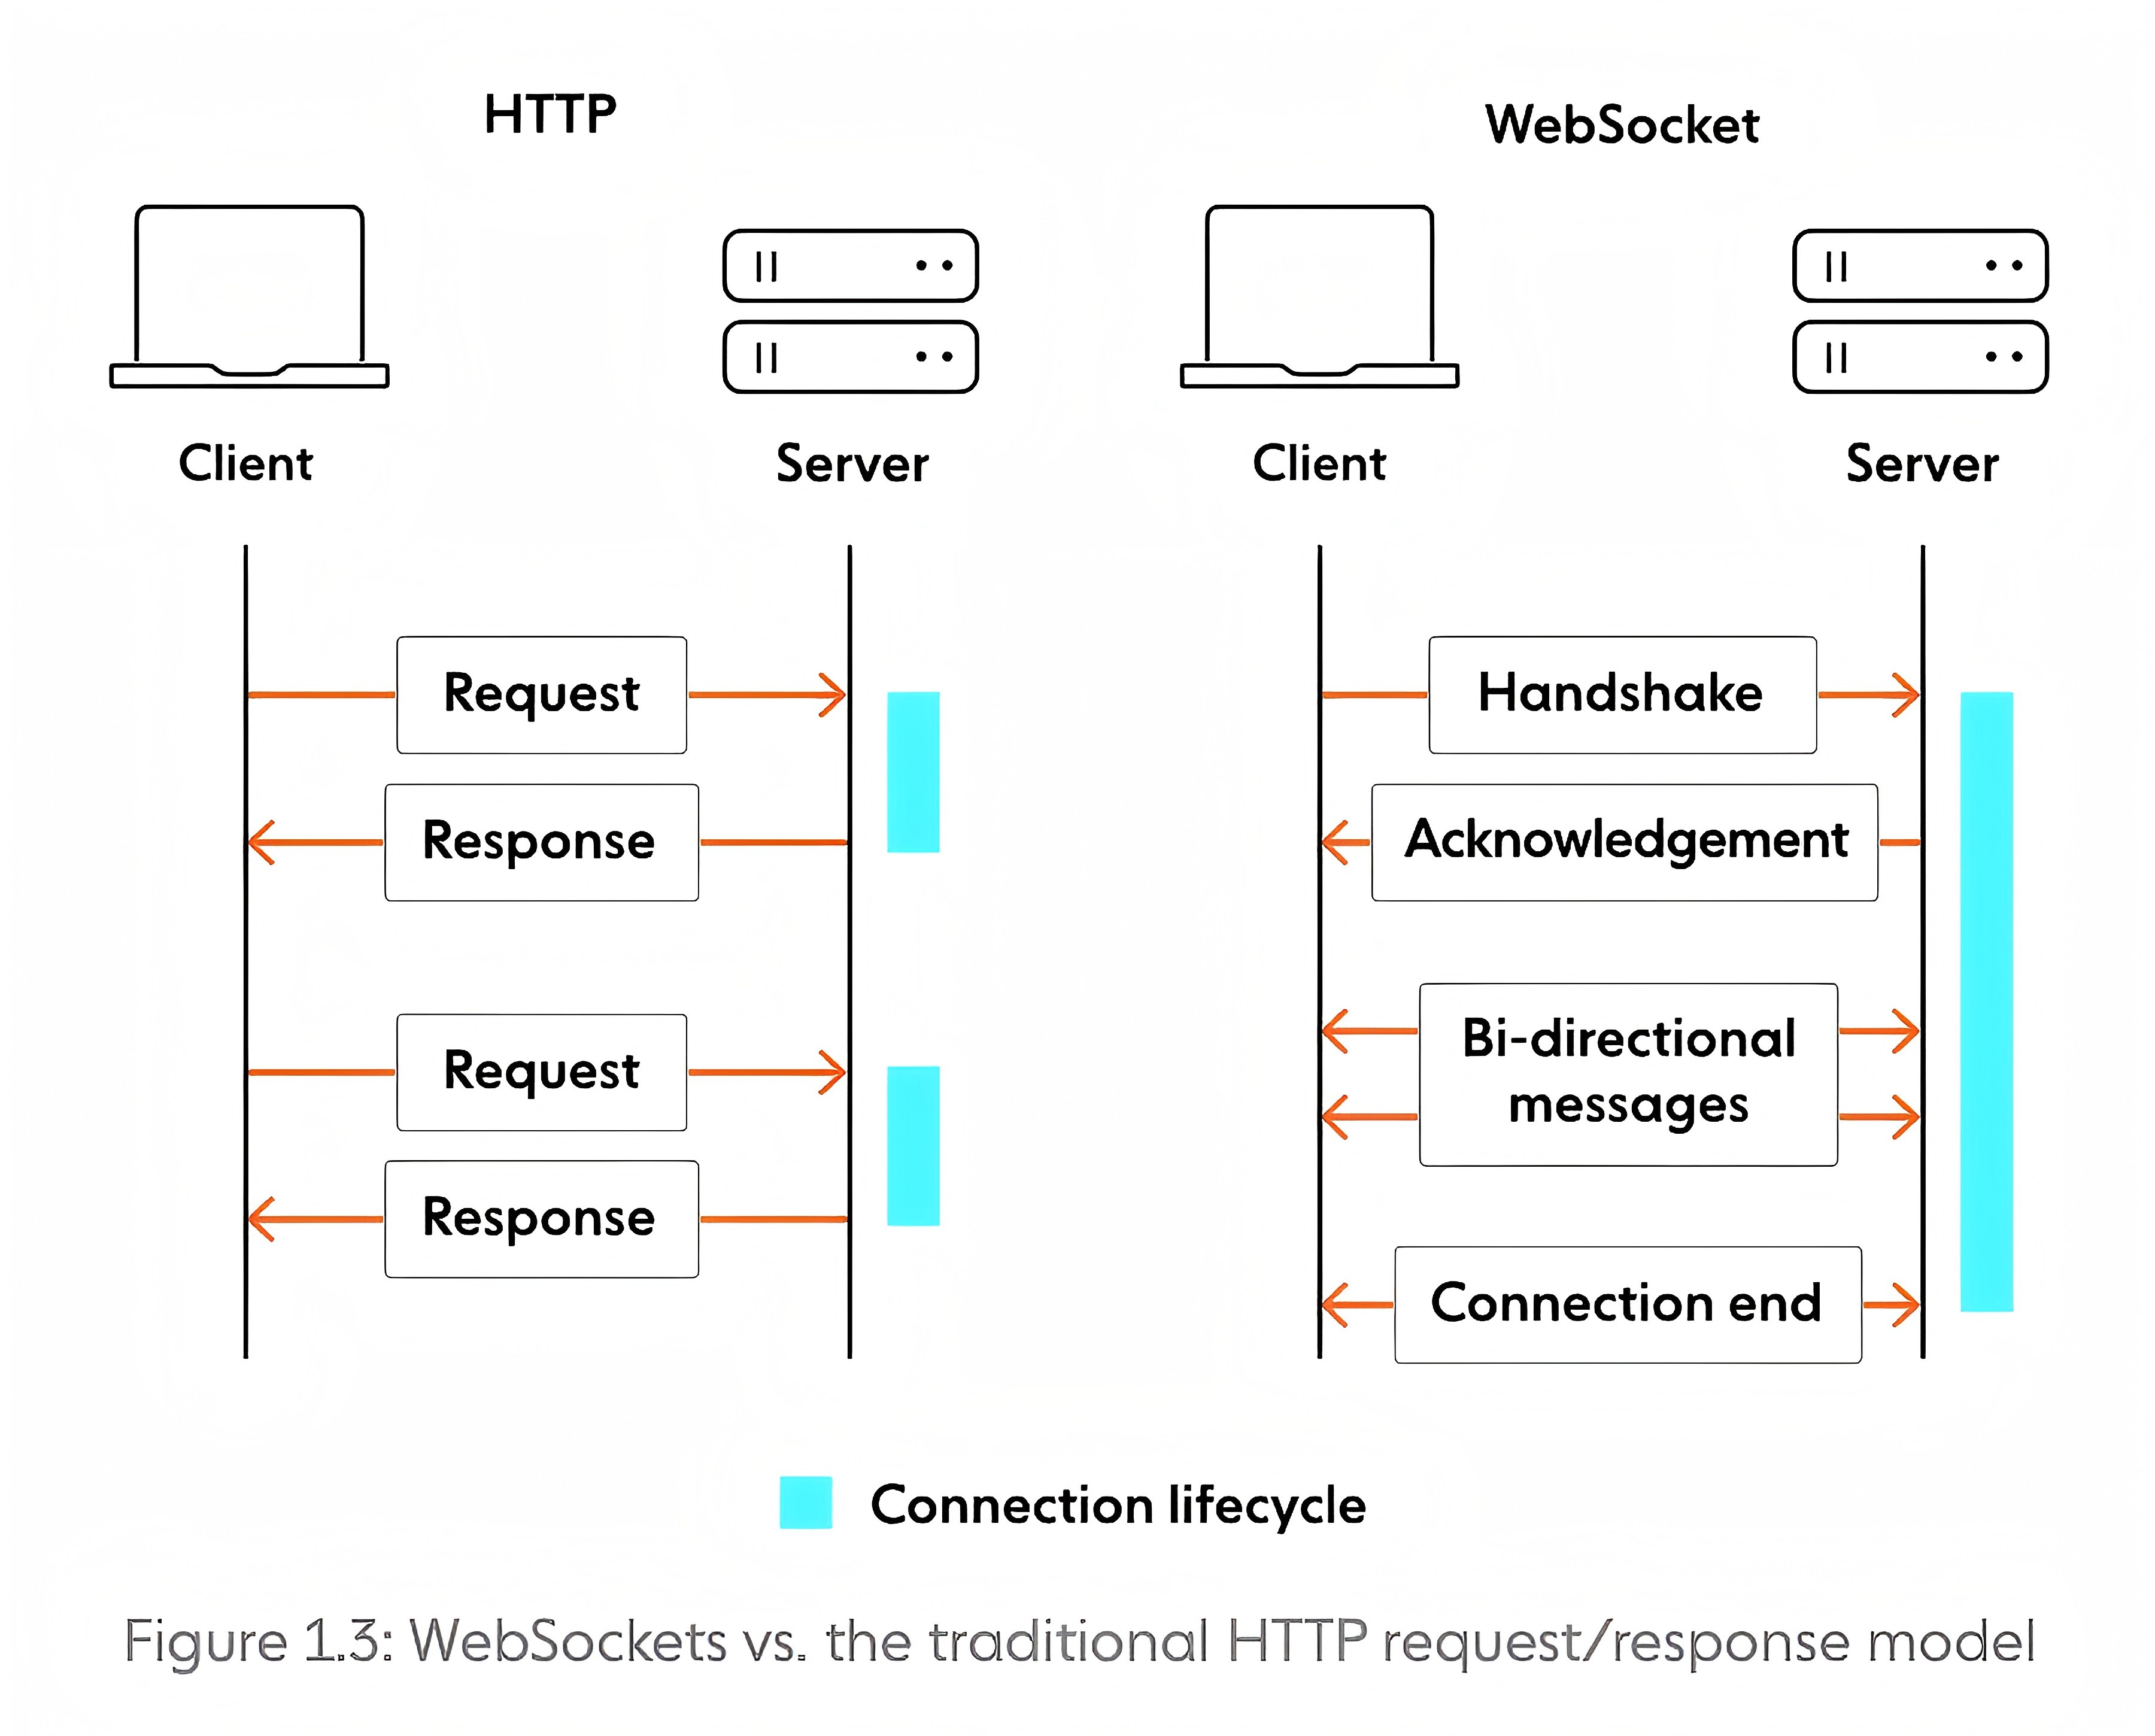 HTTP
Client
Server
Request
Response
Request
Response
WebSocket
Client
Server
Handshake
Acknowledgement
Bi-directional
messages
Connection end
Connection lifecycle
Figure 1.3: WebSockets vs. the traditional HTTP request/response model